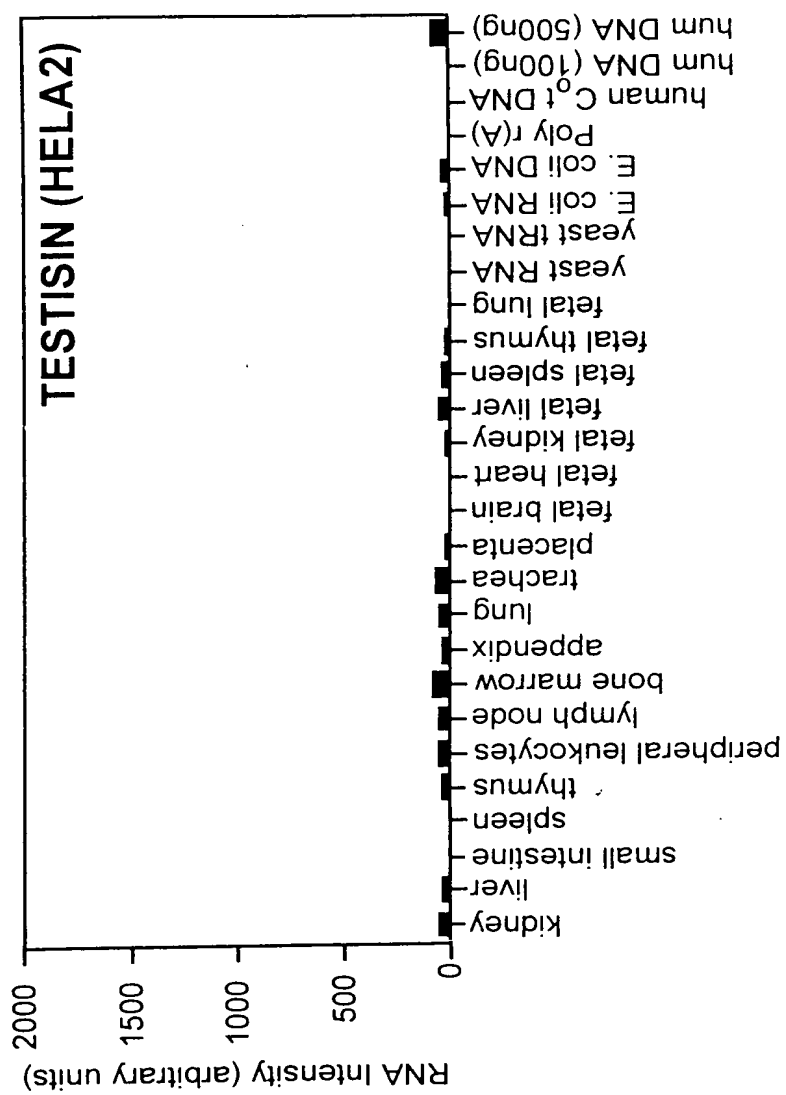 TESTISIN (HELA2)
RNA Intensity (arbitrary units)
2000
1500
1000
500
0
kidney
liver
small intestine
spleen
thymus
peripheral leukocytes
lymph node
bone marrow
appendix
lung
trachea
placenta
fetal brain
fetal heart
fetal kidney
fetal liver
fetal spleen
fetal thymus
fetal lung
yeast RNA
yeast tRNA
E. coli RNA
E. coli DNA
Poly r(A)
human Cot DNA
hum DNA (100ng)
hum DNA (500ng)